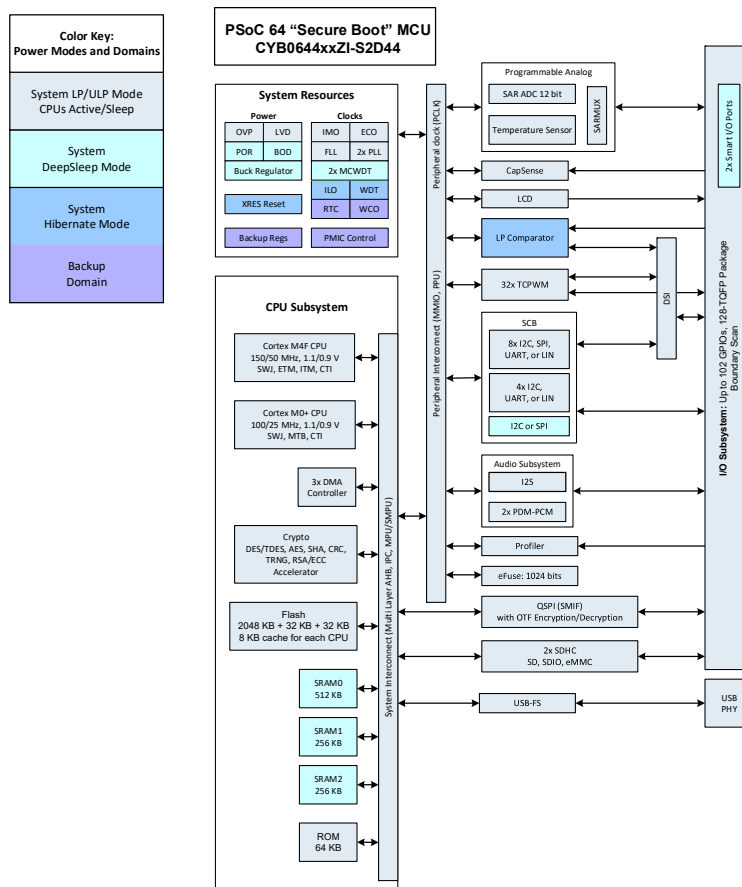 Color Key:
Power Modes and Domains
System LP/ULP Mode
CPUs Active/Sleep
System
DeepSleep Mode
System
Hibernate Mode
Backup
Domain
PSoC 64 “Secure Boot” MCU
CYB0644xxZI-S2D44
System Resources
Power
Clocks
OVP
LVD
IMO
ECO
POR
BOD
FLL
2x PLL
Buck Regulator
2x MCWDT
ILO
WDT
XRES Reset
RTC
WCO
Backup Regs
PMIC Control
CPU Subsystem
Cortex M4F CPU
150/50 MHz, 1.1/0.9 V
SWJ, ETM, ITM, CTI
Cortex M0+ CPU
100/25 MHz, 1.1/0.9 V
SWJ, MTB, CTI
3x DMA
Controller
Crypto
DES/TDES, AES, SHA, CRC,
TRNG, RSA/ECC
Accelerator
Flash
2048 KB + 32 KB + 32 KB
8 KB cache for each CPU
SRAM0
512 KB
SRAM1
256 KB
SRAM2
256 KB
ROM
64 KB
System Interconnect (Multi Layer AHB, IPC, MPU/SMPU)
Peripheral Interconnect (MMIO, PPU)
Peripheral clock (PCLK)
Programmable Analog
SAR ADC 12 bit
Temperature Sensor
SARMUX
CapSense
LCD
LP Comparator
32x TCPWM
DSI
SCB
8x I2C, SPI,
UART, or LIN
4x I2C,
UART, or LIN
I2C or SPI
Audio Subsystem
I2S
2x PDM-PCM
Profiler
eFuse: 1024 bits
QSPI (SMIF)
with OTF Encryption/Decryption
2x SDHC
SD, SDIO, eMMC
USB-FS
2x Smart I/O Ports
I/O Subsystem: Up to 102 GPIOs, 128-TQFP Package
Boundary Scan
USB
PHY